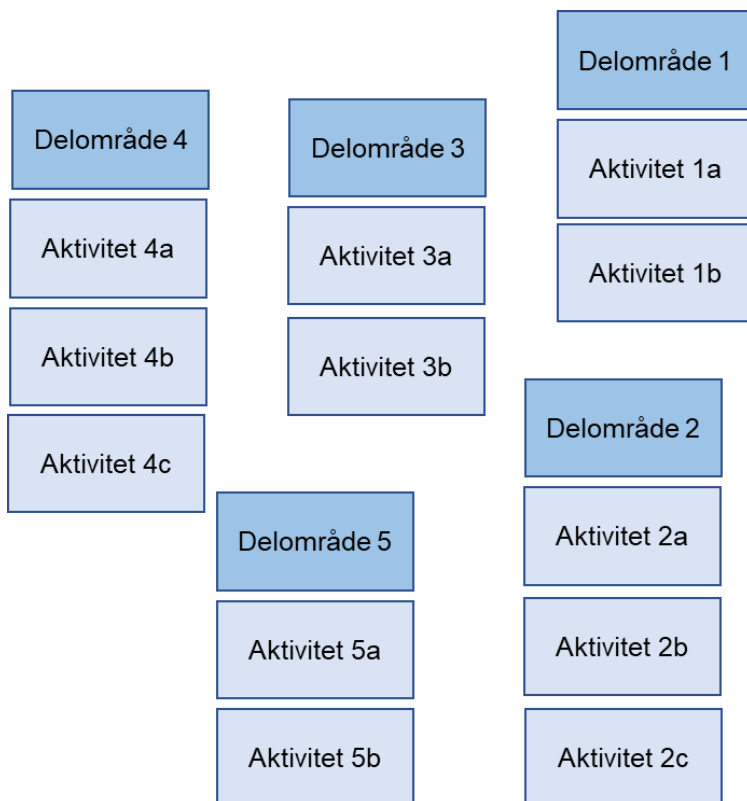 Delområde 4
Aktivitet 4a
Aktivitet 4b
Aktivitet 4c
Delområde 3
Aktivitet 3a
Aktivitet 3b
Delområde 1
Aktivitet 1a
Aktivitet 1b
Delområde 5
Aktivitet 5a
Aktivitet 5b
Delområde 2
Aktivitet 2a
Aktivitet 2b
Aktivitet 2c